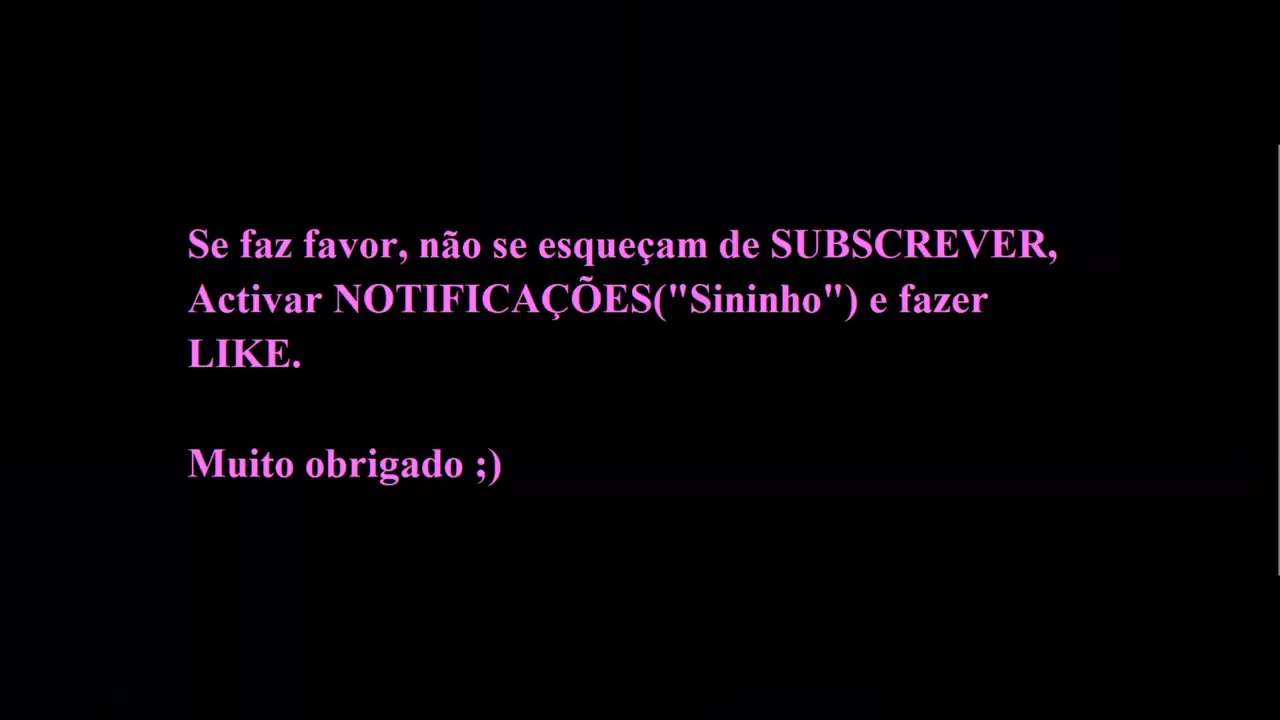 Se faz favor, não se esqueçam de SUBSCREVER,
Activar NOTIFICAÇÕES("Sininho") e fazer
LIKE.
Muito obrigado ;)